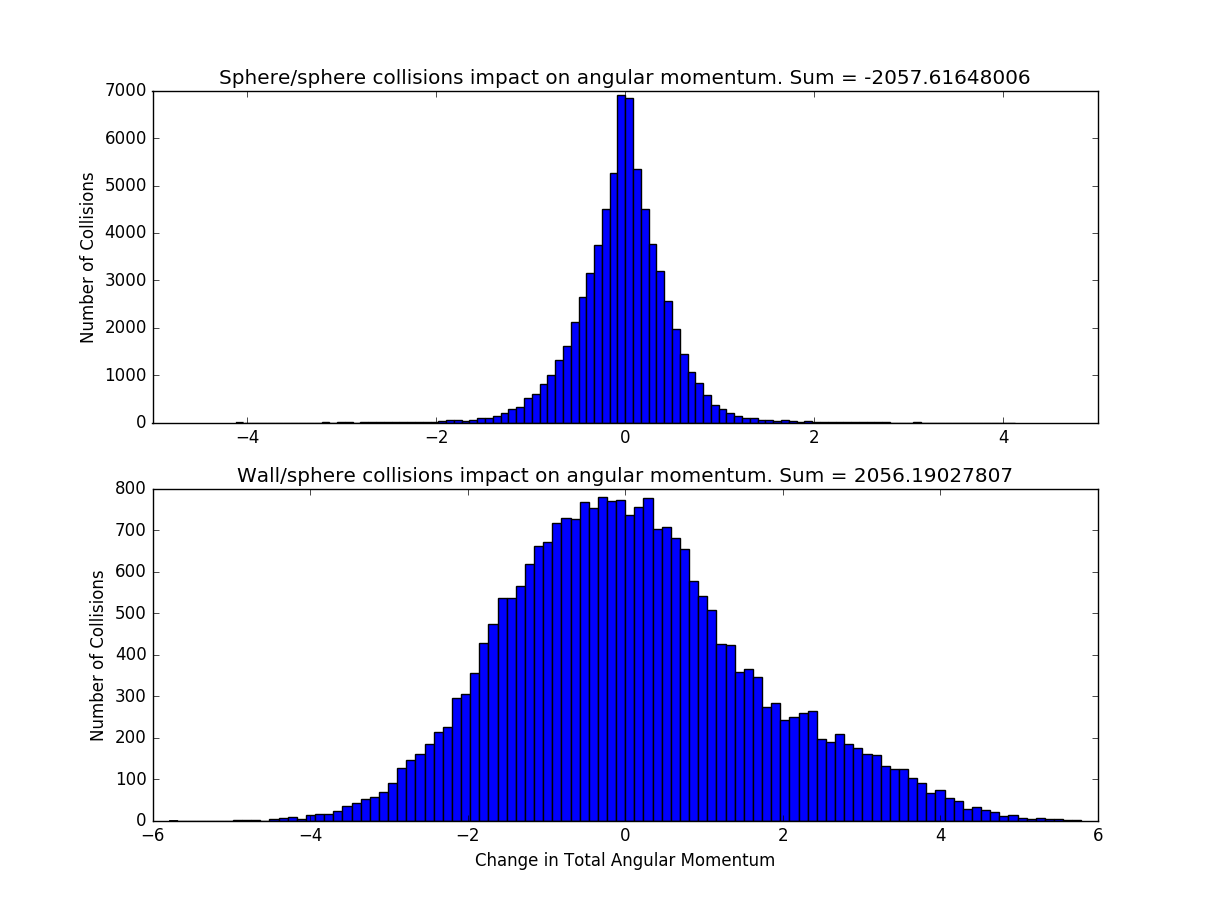 Sphere/sphere collisions impact on angular momentum. Sum = -2057.61648006
7000
6000
5000
4000
3000
2000
1000
0
Number of Collisions
−4 −2 0 2 4
Wall/sphere collisions impact on angular momentum. Sum = 2056.19027807
800
700
600
500
400
300
200
100
0
Number of Collisions
−6 −4 −2 0 2 4 6
Change in Total Angular Momentum